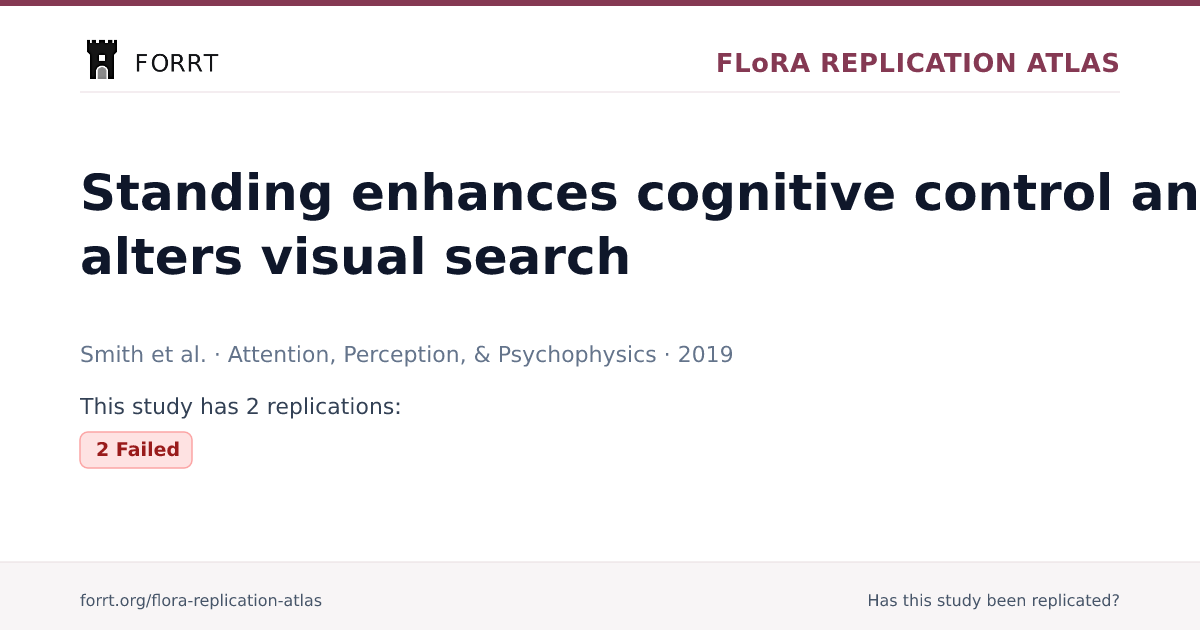 FORRT
FLoRA REPLICATION ATLAS
Standing enhances cognitive control an
alters visual search
Smith et al. · Attention, Perception, & Psychophysics · 2019
This study has 2 replications:
2 Failed
forrt.org/flora-replication-atlas
Has this study been replicated?